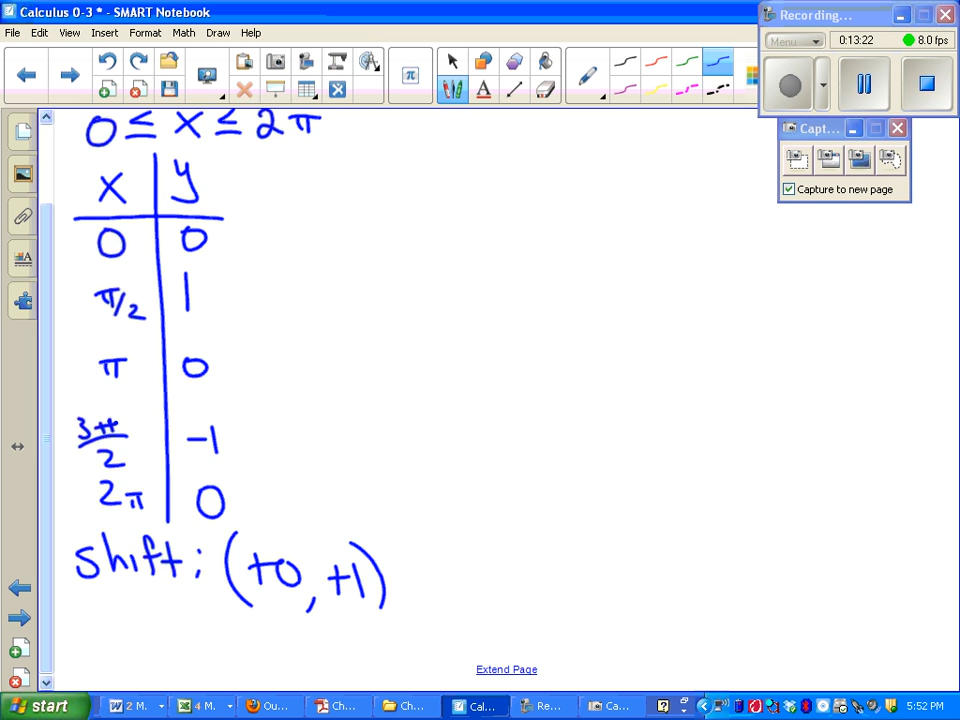 Calculus 0-3 * - SMART Notebook
Recording...
File Edit View Insert Format Math Draw Help
Menu 0:13:22 8.0 fps
Capt...
Capture to new page
0 ≤ x ≤ 2π
x y
0 0
π/2 1
π 0
3π/2 -1
2π 0
shift: (+0, +1)
Extend Page
start 2 M. 4 M. Ou... Ch... Ch... Cal... Re... Ca... 5:52 PM